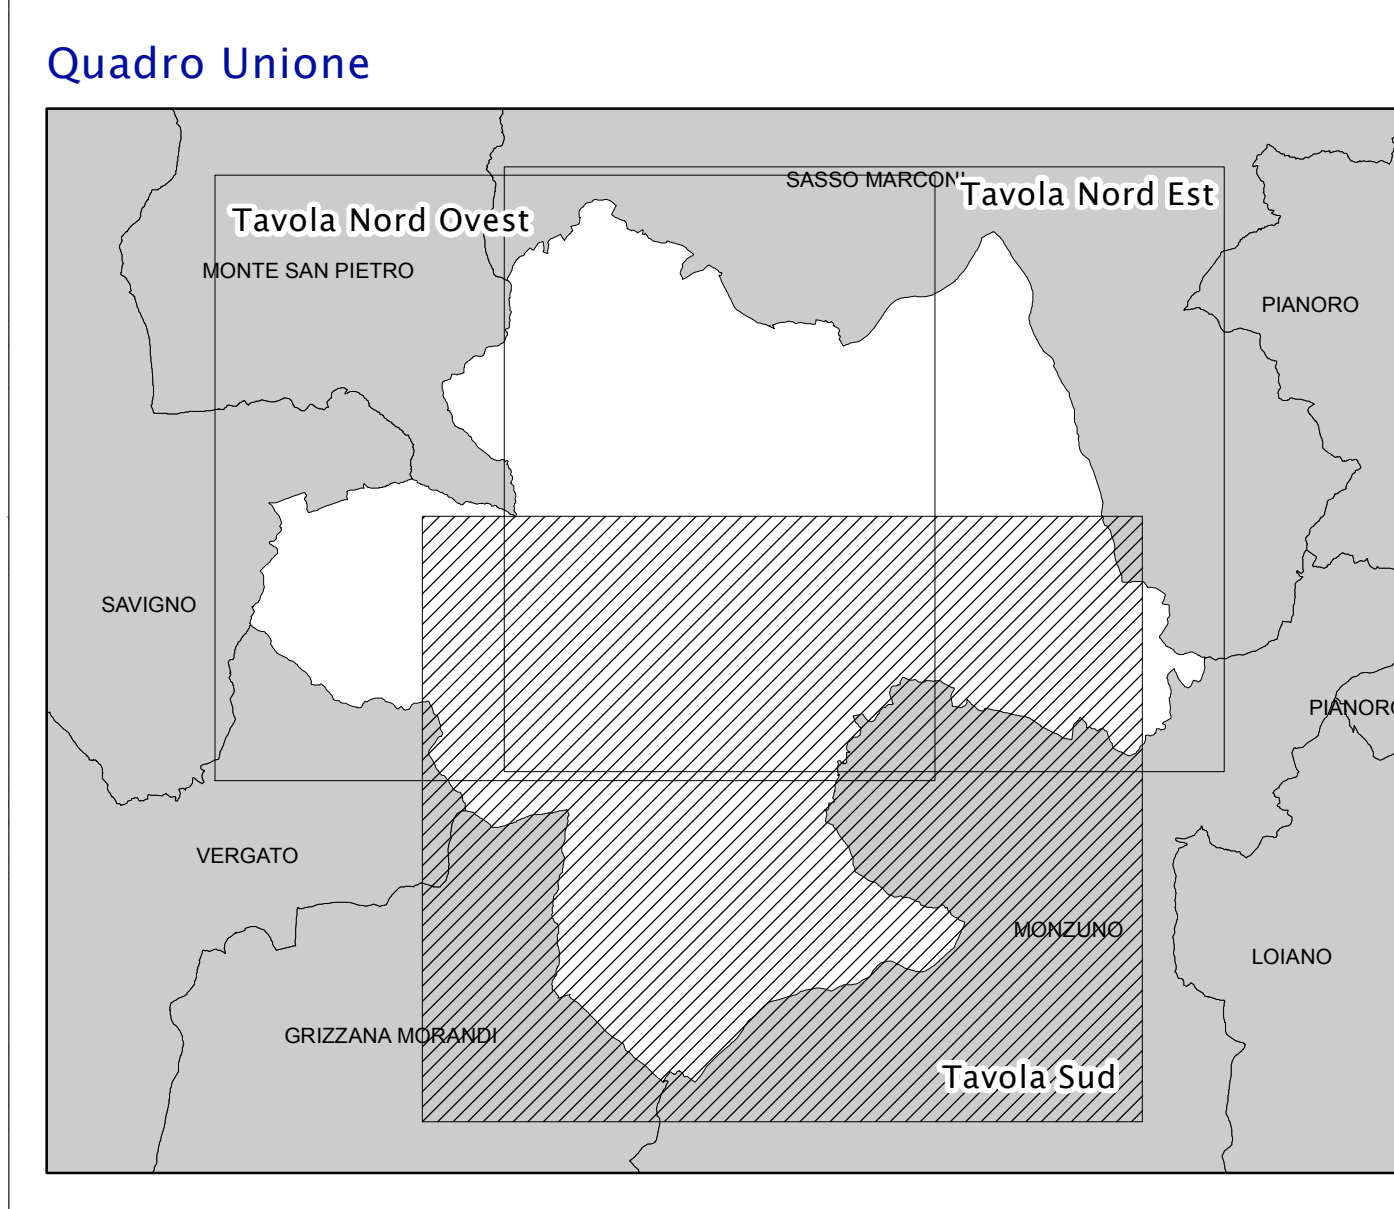 Quadro Unione
SASSO MARCONI
Tavola Nord Est
Tavola Nord Ovest
MONTE SAN PIETRO
PIANORO
SAVIGNO
PIANORO
VERGATO
MONZUNO
LOIANO
GRIZZANA MORANDI
Tavola Sud